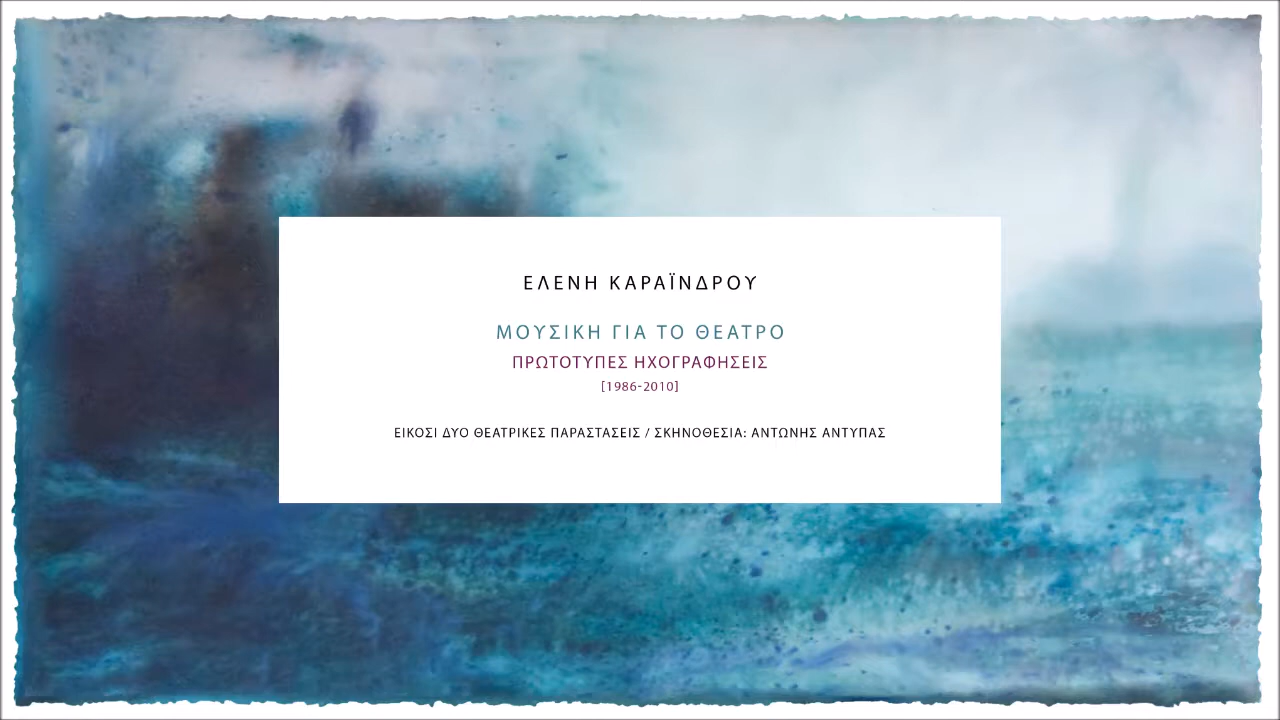 ΕΛΕΝΗ ΚΑΡΑΪΝΔΡΟΥ
ΜΟΥΣΙΚΗ ΓΙΑ ΤΟ ΘΕΑΤΡΟ
ΠΡΩΤΟΤΥΠΕΣ ΗΧΟΓΡΑΦΗΣΕΙΣ
[1986-2010]
ΕΙΚΟΣΙ ΔΥΟ ΘΕΑΤΡΙΚΕΣ ΠΑΡΑΣΤΑΣΕΙΣ / ΣΚΗΝΟΘΕΣΙΑ: ΑΝΤΩΝΗΣ ΑΝΤΥΠΑΣ